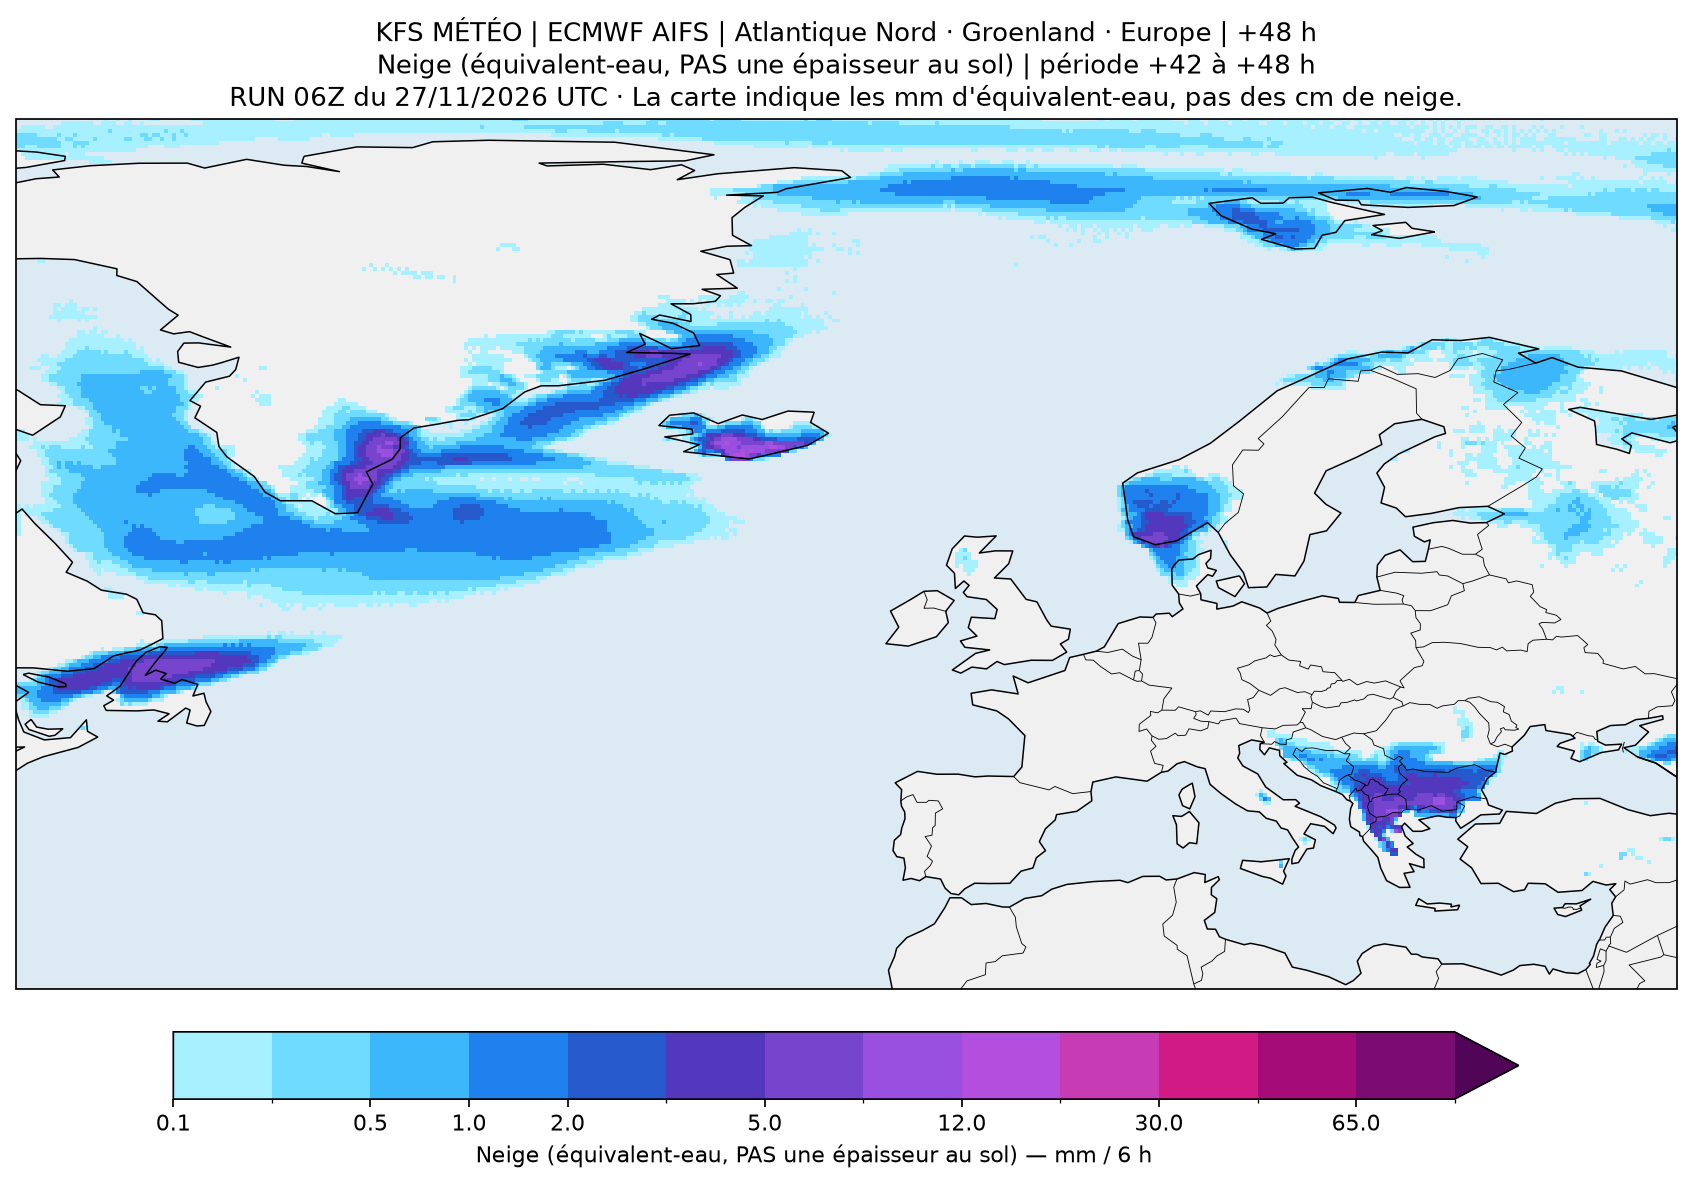 KFS MÉTÉO | ECMWF AIFS | Atlantique Nord · Groenland · Europe | +48 h
Neige (équivalent-eau, PAS une épaisseur au sol) | période +42 à +48 h
RUN 06Z du 27/11/2026 UTC · La carte indique les mm d'équivalent-eau, pas des cm de neige.
0.1 0.5 1.0 2.0 5.0 12.0 30.0 65.0
Neige (équivalent-eau, PAS une épaisseur au sol) — mm / 6 h